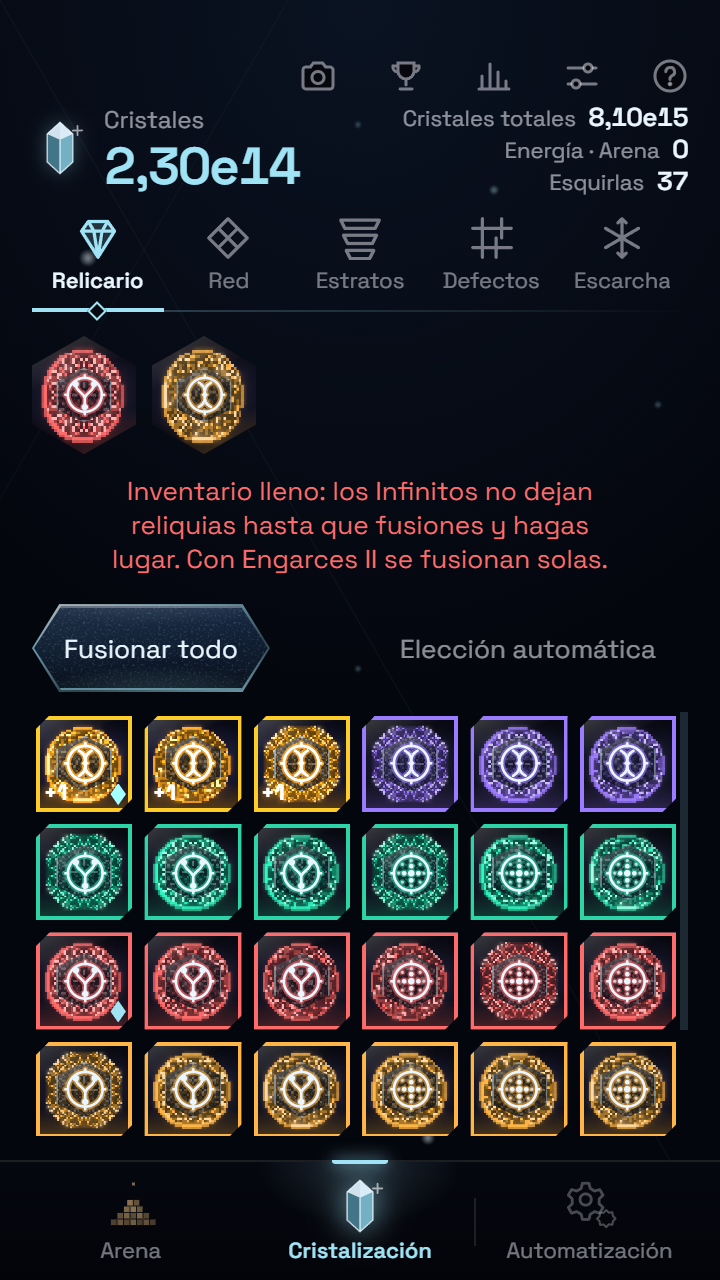 Cristales
2,30e14
Cristales totales 8,10e15
Energía · Arena 0
Esquirlas 37
Relicario
Red
Estratos
Defectos
Escarcha
Inventario lleno: los Infinitos no dejan
reliquias hasta que fusiones y hagas
lugar. Con Engarces II se fusionan solas.
Fusionar todo
Elección automática
+1
+1
+1
Arena
Cristalización
Automatización